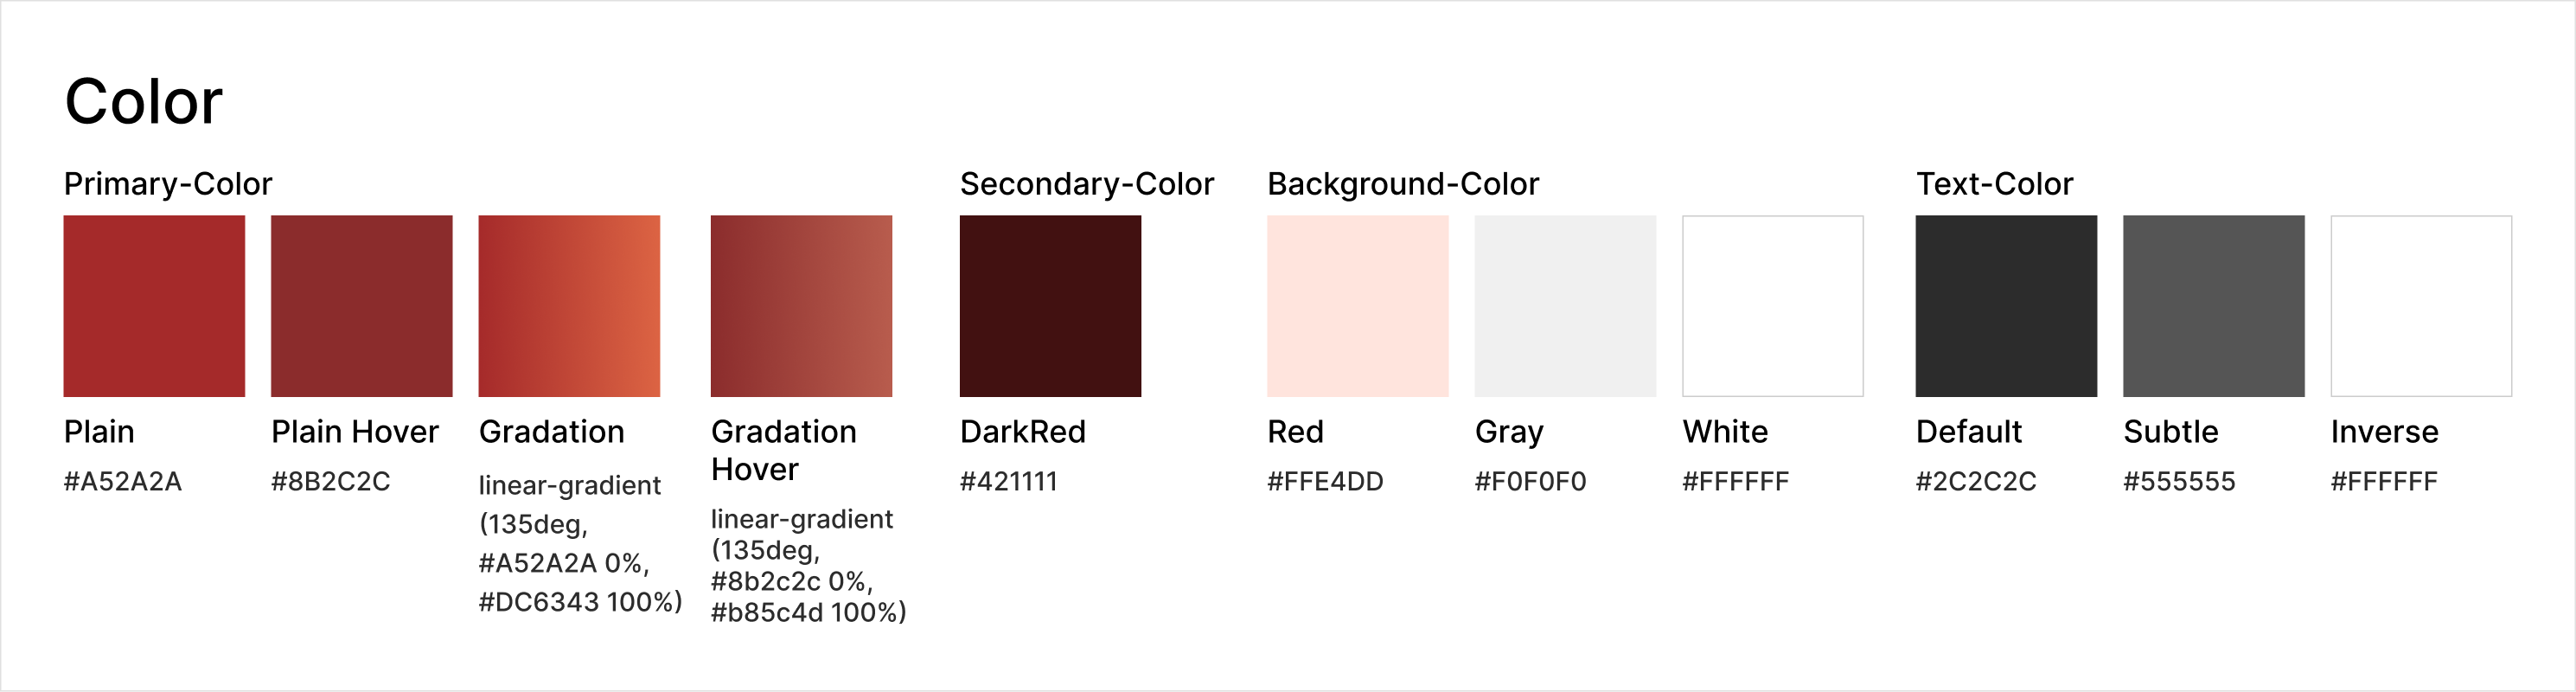 Color
Primary-Color
Plain
#A52A2A
Plain Hover
#8B2C2C
Gradation
linear-gradient
(135deg,
#A52A2A 0%,
#DC6343 100%)
Gradation
Hover
linear-gradient
(135deg,
#8b2c2c 0%,
#b85c4d 100%)
Secondary-Color
DarkRed
#421111
Background-Color
Red
#FFE4DD
Gray
#F0F0F0
White
#FFFFFF
Text-Color
Default
#2C2C2C
Subtle
#555555
Inverse
#FFFFFF